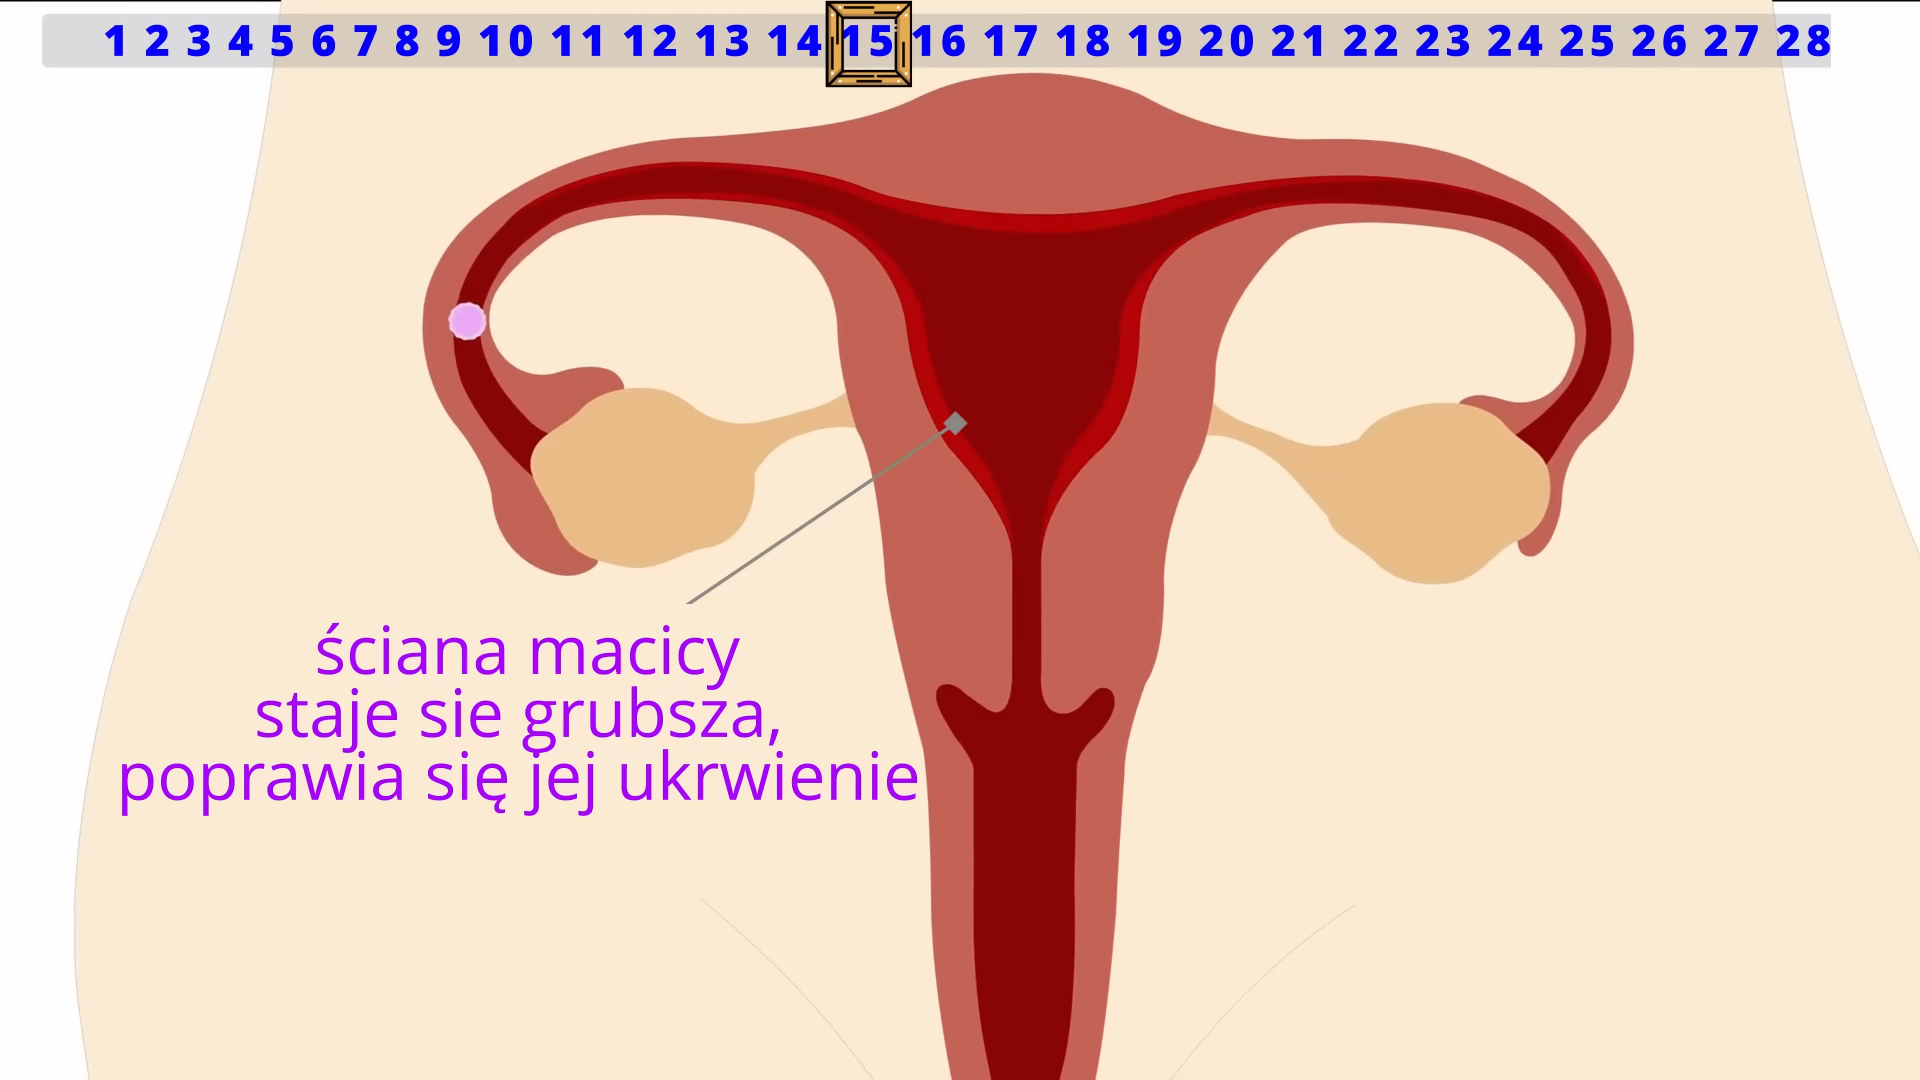 1 2 3 4 5 6 7 8 9 10 11 12 13 14 15 16 17 18 19 20 21 22 23 24 25 26 27 28
ściana macicy
staje sie grubsza,
poprawia się jej ukrwienie